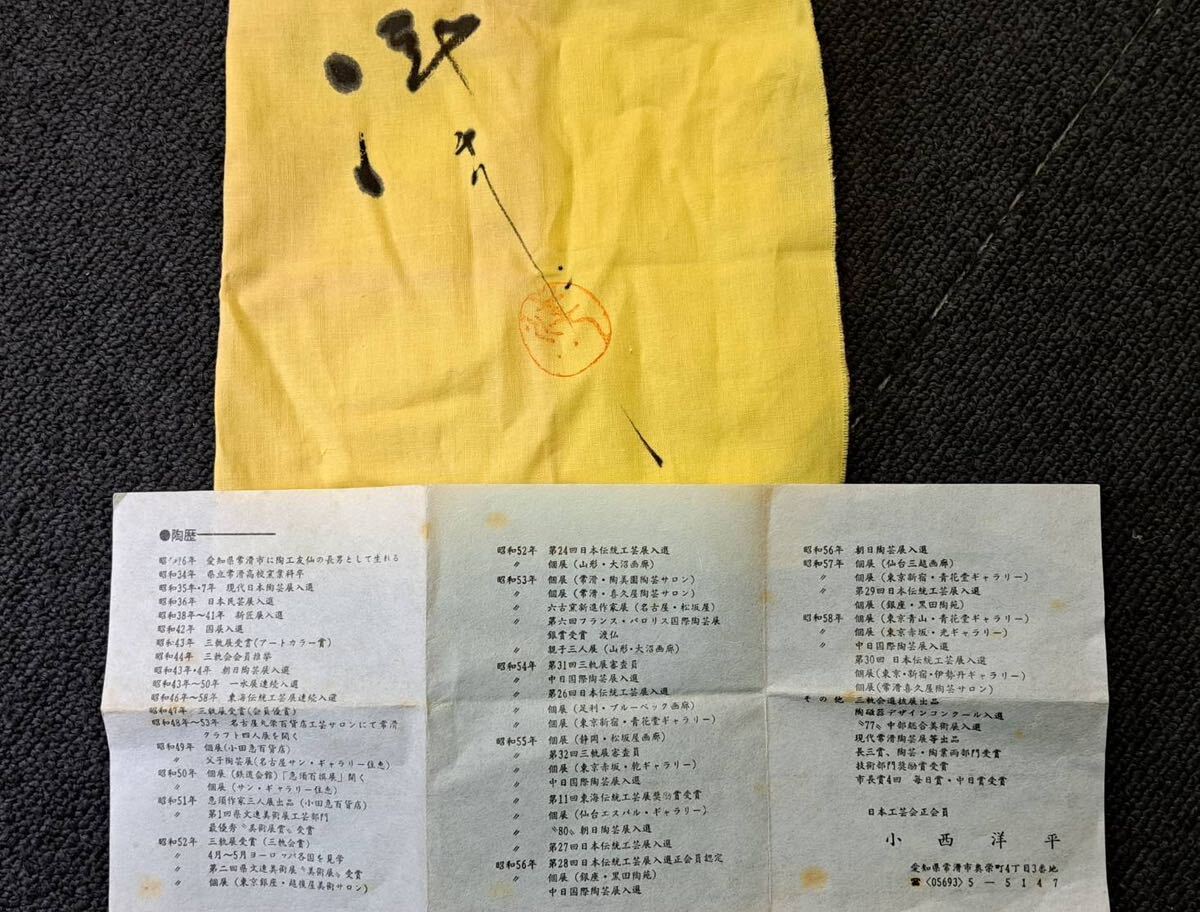 ●陶歴
昭和16年 愛知県常滑市に陶工友仙の長男として生れる
昭和34年 県立常滑高校窯業科卒
昭和35年・7年 現代日本陶芸展入選
昭和36年 日本民芸展入選
昭和38年～41年 新匠展入選
昭和42年 国展入選
昭和43年 三軌展受賞(アートカラー賞)
昭和44年 三軌会会員推挙
昭和43年・4年 朝日陶芸展入選
昭和43年～50年 一水展連続入選
昭和46年～58年 東海伝統工芸展連続入選
昭和47年 三軌展受賞(会員優賞)
昭和48年～53年 名古屋丸栄百貨店工芸サロンにて常滑
クラフト四人展を開く
昭和49年 個展(小田急百貨店)
〃 父子陶芸展(名古屋サン・ギャラリー住恵)
昭和50年 個展(鉄道会館)「急須百撰展」開く
〃 個展(サン・ギャラリー住恵)
昭和51年 急須作家三人展出品(小田急百貨店)
〃 第1回県文連美術展工芸部門
最優秀〝美術展賞〟受賞
昭和52年 三軌展受賞(三軌会賞)
〃 4月～5月ヨーロッパ各国を見学
〃 第二回県文連美術展〝美術展〟受賞
〃 個展(東京銀座・越後屋美術サロン)
昭和52年 第24回日本伝統工芸展入選
〃 個展(山形・大沼画廊)
昭和53年 個展(常滑・陶美園陶芸サロン)
〃 個展(常滑・喜久屋陶芸サロン)
〃 六古窯新進作家展(名古屋・松坂屋)
〃 第六回フランス・バロリス国際陶芸展
銀賞受賞 渡仏
〃 親子三人展(山形・大沼画廊)
昭和54年 第31回三軌展審査員
〃 中日国際陶芸展入選
〃 第26回日本伝統工芸展入選
〃 個展(足利・ブルーベック画廊)
〃 個展(東京新宿・青花堂ギャラリー)
昭和55年 個展(静岡・松坂屋画廊)
〃 第32回三軌展審査員
〃 個展(東京赤坂・乾ギャラリー)
〃 中日国際陶芸展入選
〃 第11回東海伝統工芸展奨励賞受賞
〃 個展(仙台エスパル・ギャラリー)
〃 〝80〟朝日陶芸展入選
〃 第27回日本伝統工芸展入選
昭和56年 第28回日本伝統工芸展入選正会員認定
〃 個展(銀座・黒田陶苑)
〃 中日国際陶芸展入選
昭和56年 朝日陶芸展入選
昭和57年 個展(仙台三越画廊)
〃 個展(東京新宿・青花堂ギャラリー)
〃 第29回日本伝統工芸展入選
〃 個展(銀座・黒田陶苑)
昭和58年 個展(東京青山・青花堂ギャラリー)
〃 個展(東京赤坂・光ギャラリー)
〃 中日国際陶芸展入選
〃 第30回 日本伝統工芸展入選
〃 個展(東京・新宿・伊勢丹ギャラリー)
〃 個展(常滑喜久屋陶芸サロン)
その他 三軌会選抜展出品
陶磁器デザインコンクール入選
〝77〟中部総合美術展入選
現代常滑陶芸展等出品
長三賞、陶芸・陶業両部門受賞
技術部門奨励賞受賞
市長賞4回 毎日賞・中日賞受賞
日本工芸会正会員
小西洋平
愛知県常滑市奥栄町4丁目3番地
☎〈05693〉5-5147